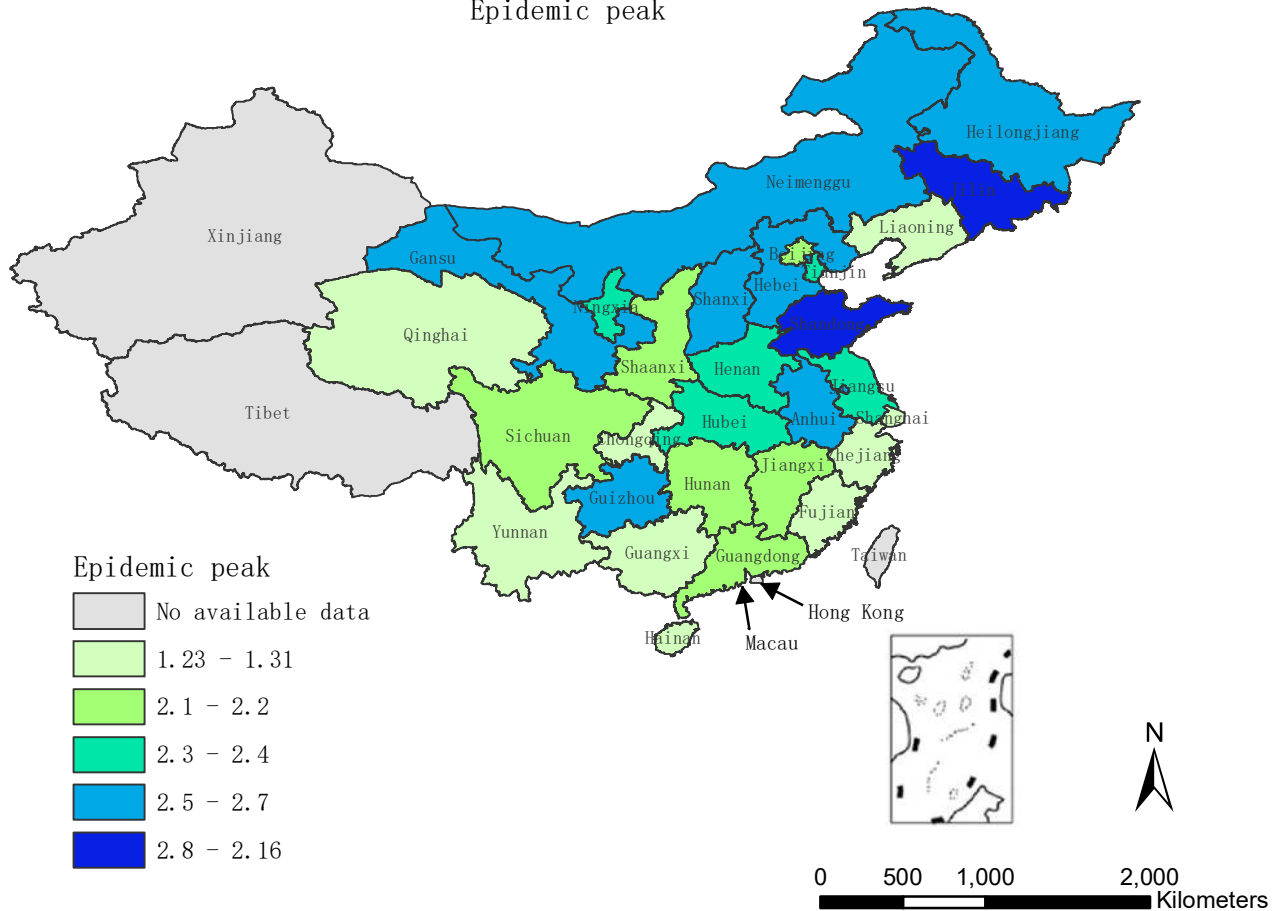 Epidemic peak
Heilongjiang
Neimenggu
Jilin
Liaoning
Xinjiang
Gansu
Beijing
Tianjin
Hebei
Shanxi
Ningxia
Shandong
Qinghai
Shaanxi
Henan
Jiangsu
Tibet
Sichuan
Chongqing
Hubei
Anhui
Shanghai
Zhejiang
Jiangxi
Hunan
Guizhou
Fujian
Yunnan
Guangxi
Guangdong
Taiwan
Hong Kong
Macau
Hainan
Epidemic peak
No available data
1.23 - 1.31
2.1 - 2.2
2.3 - 2.4
2.5 - 2.7
2.8 - 2.16
N
0 500 1,000 2,000
Kilometers